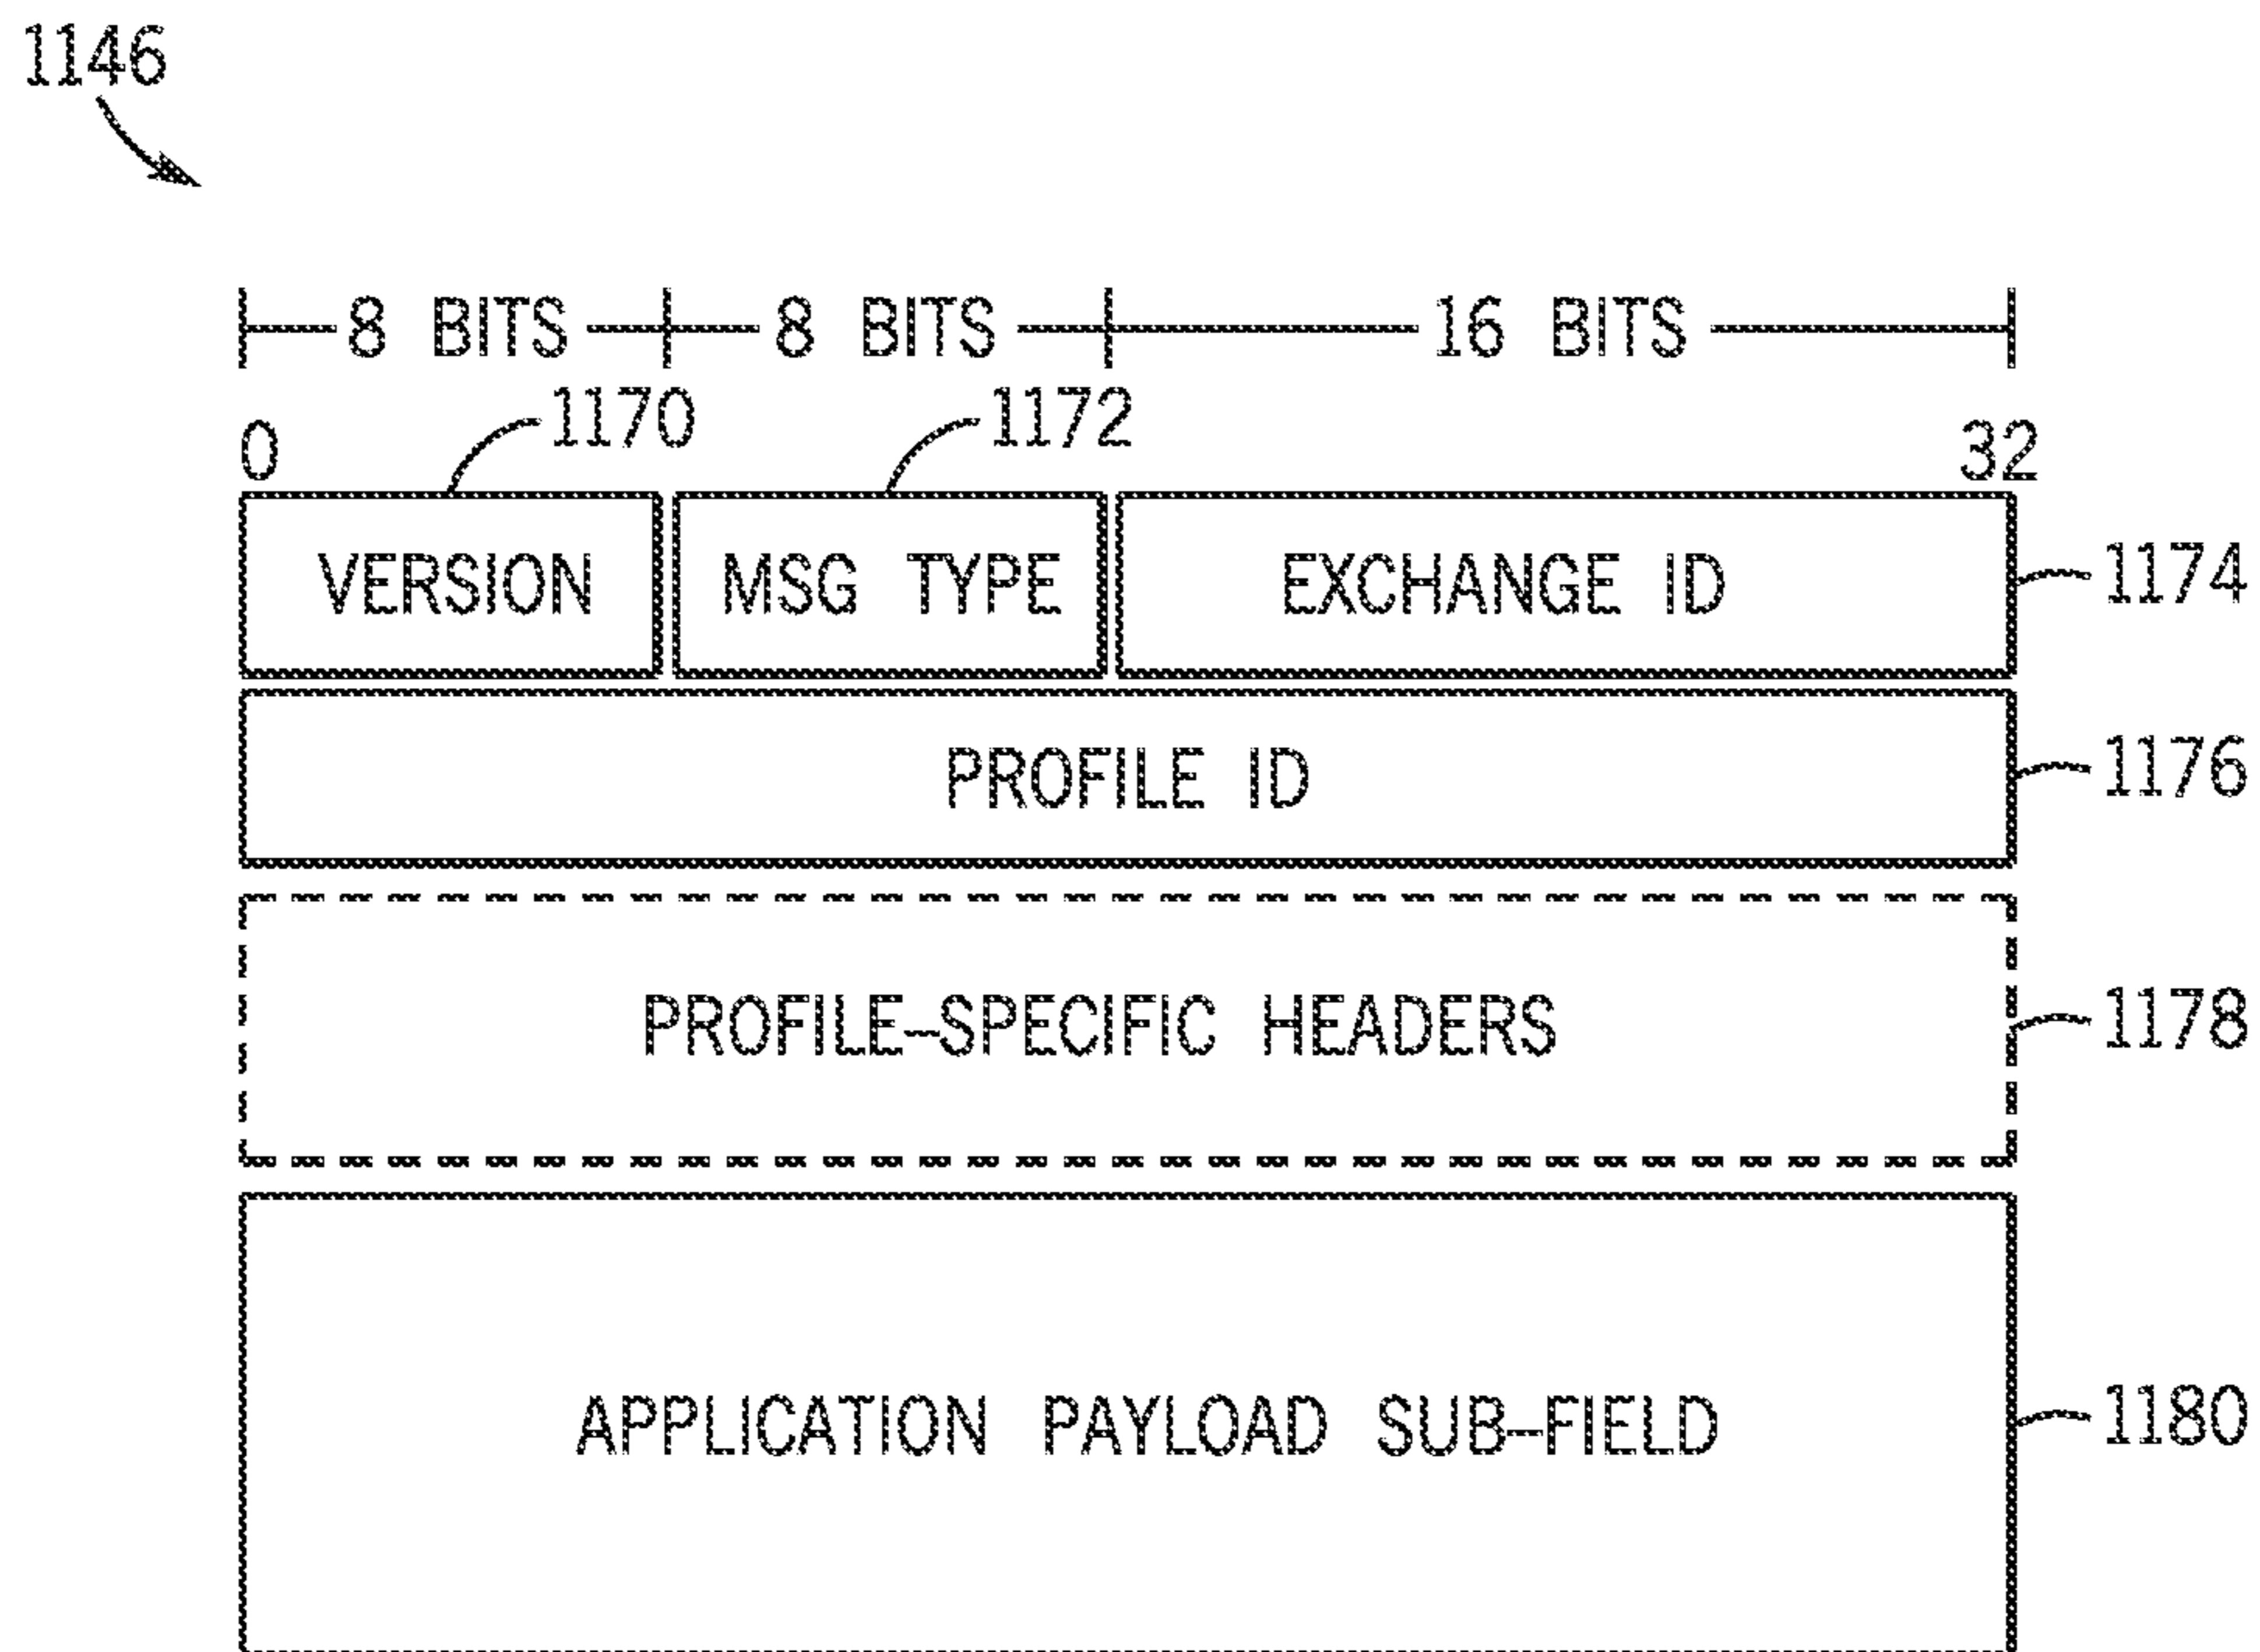 1146
8 BITS 8 BITS 16 BITS
0 1170 1172 32
VERSION MSG TYPE EXCHANGE ID 1174
PROFILE ID 1176
PROFILE-SPECIFIC HEADERS 1178
APPLICATION PAYLOAD SUB-FIELD 1180